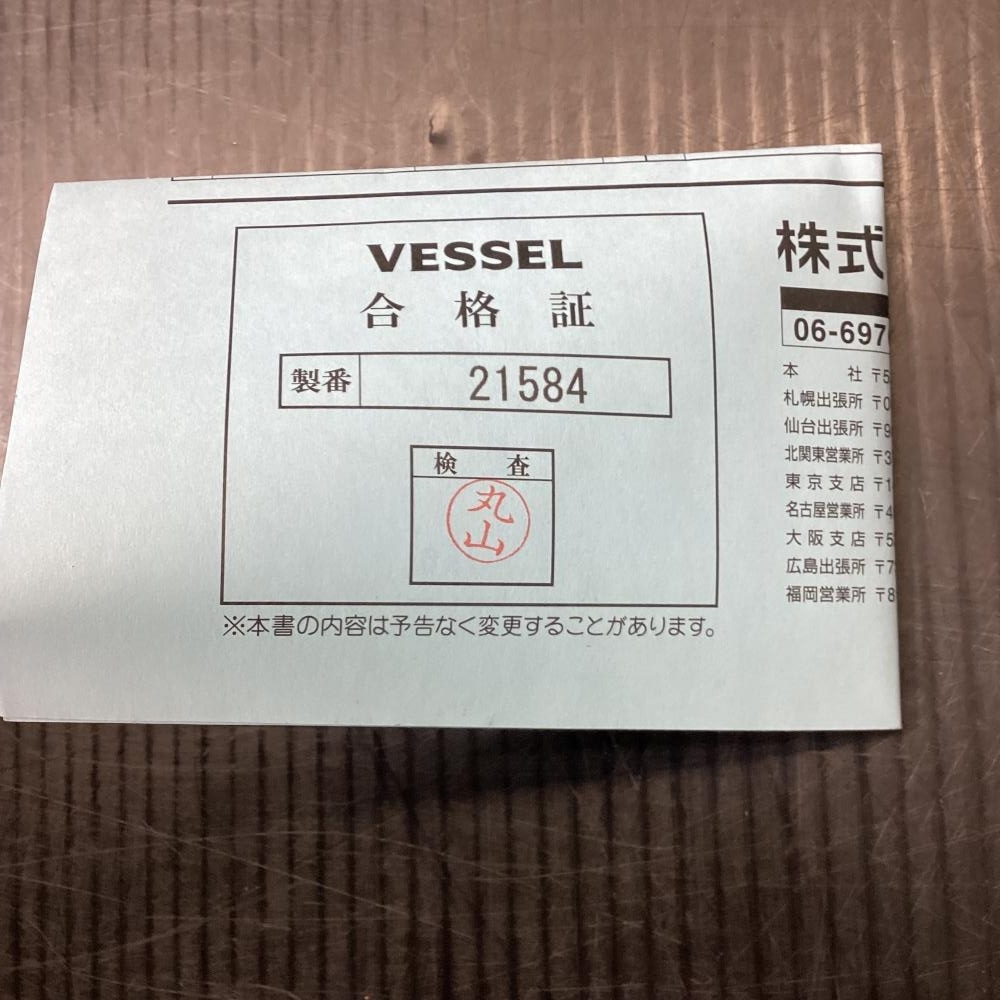 VESSEL
合格証
製番 21584
検査
丸山
※本書の内容は予告なく変更することがあります。
株式
06-697
本社 〒5
札幌出張所 〒0
仙台出張所 〒9
北関東営業所 〒3
東京支店 〒1
名古屋営業所 〒4
大阪支店 〒5
広島出張所 〒7
福岡営業所 〒8